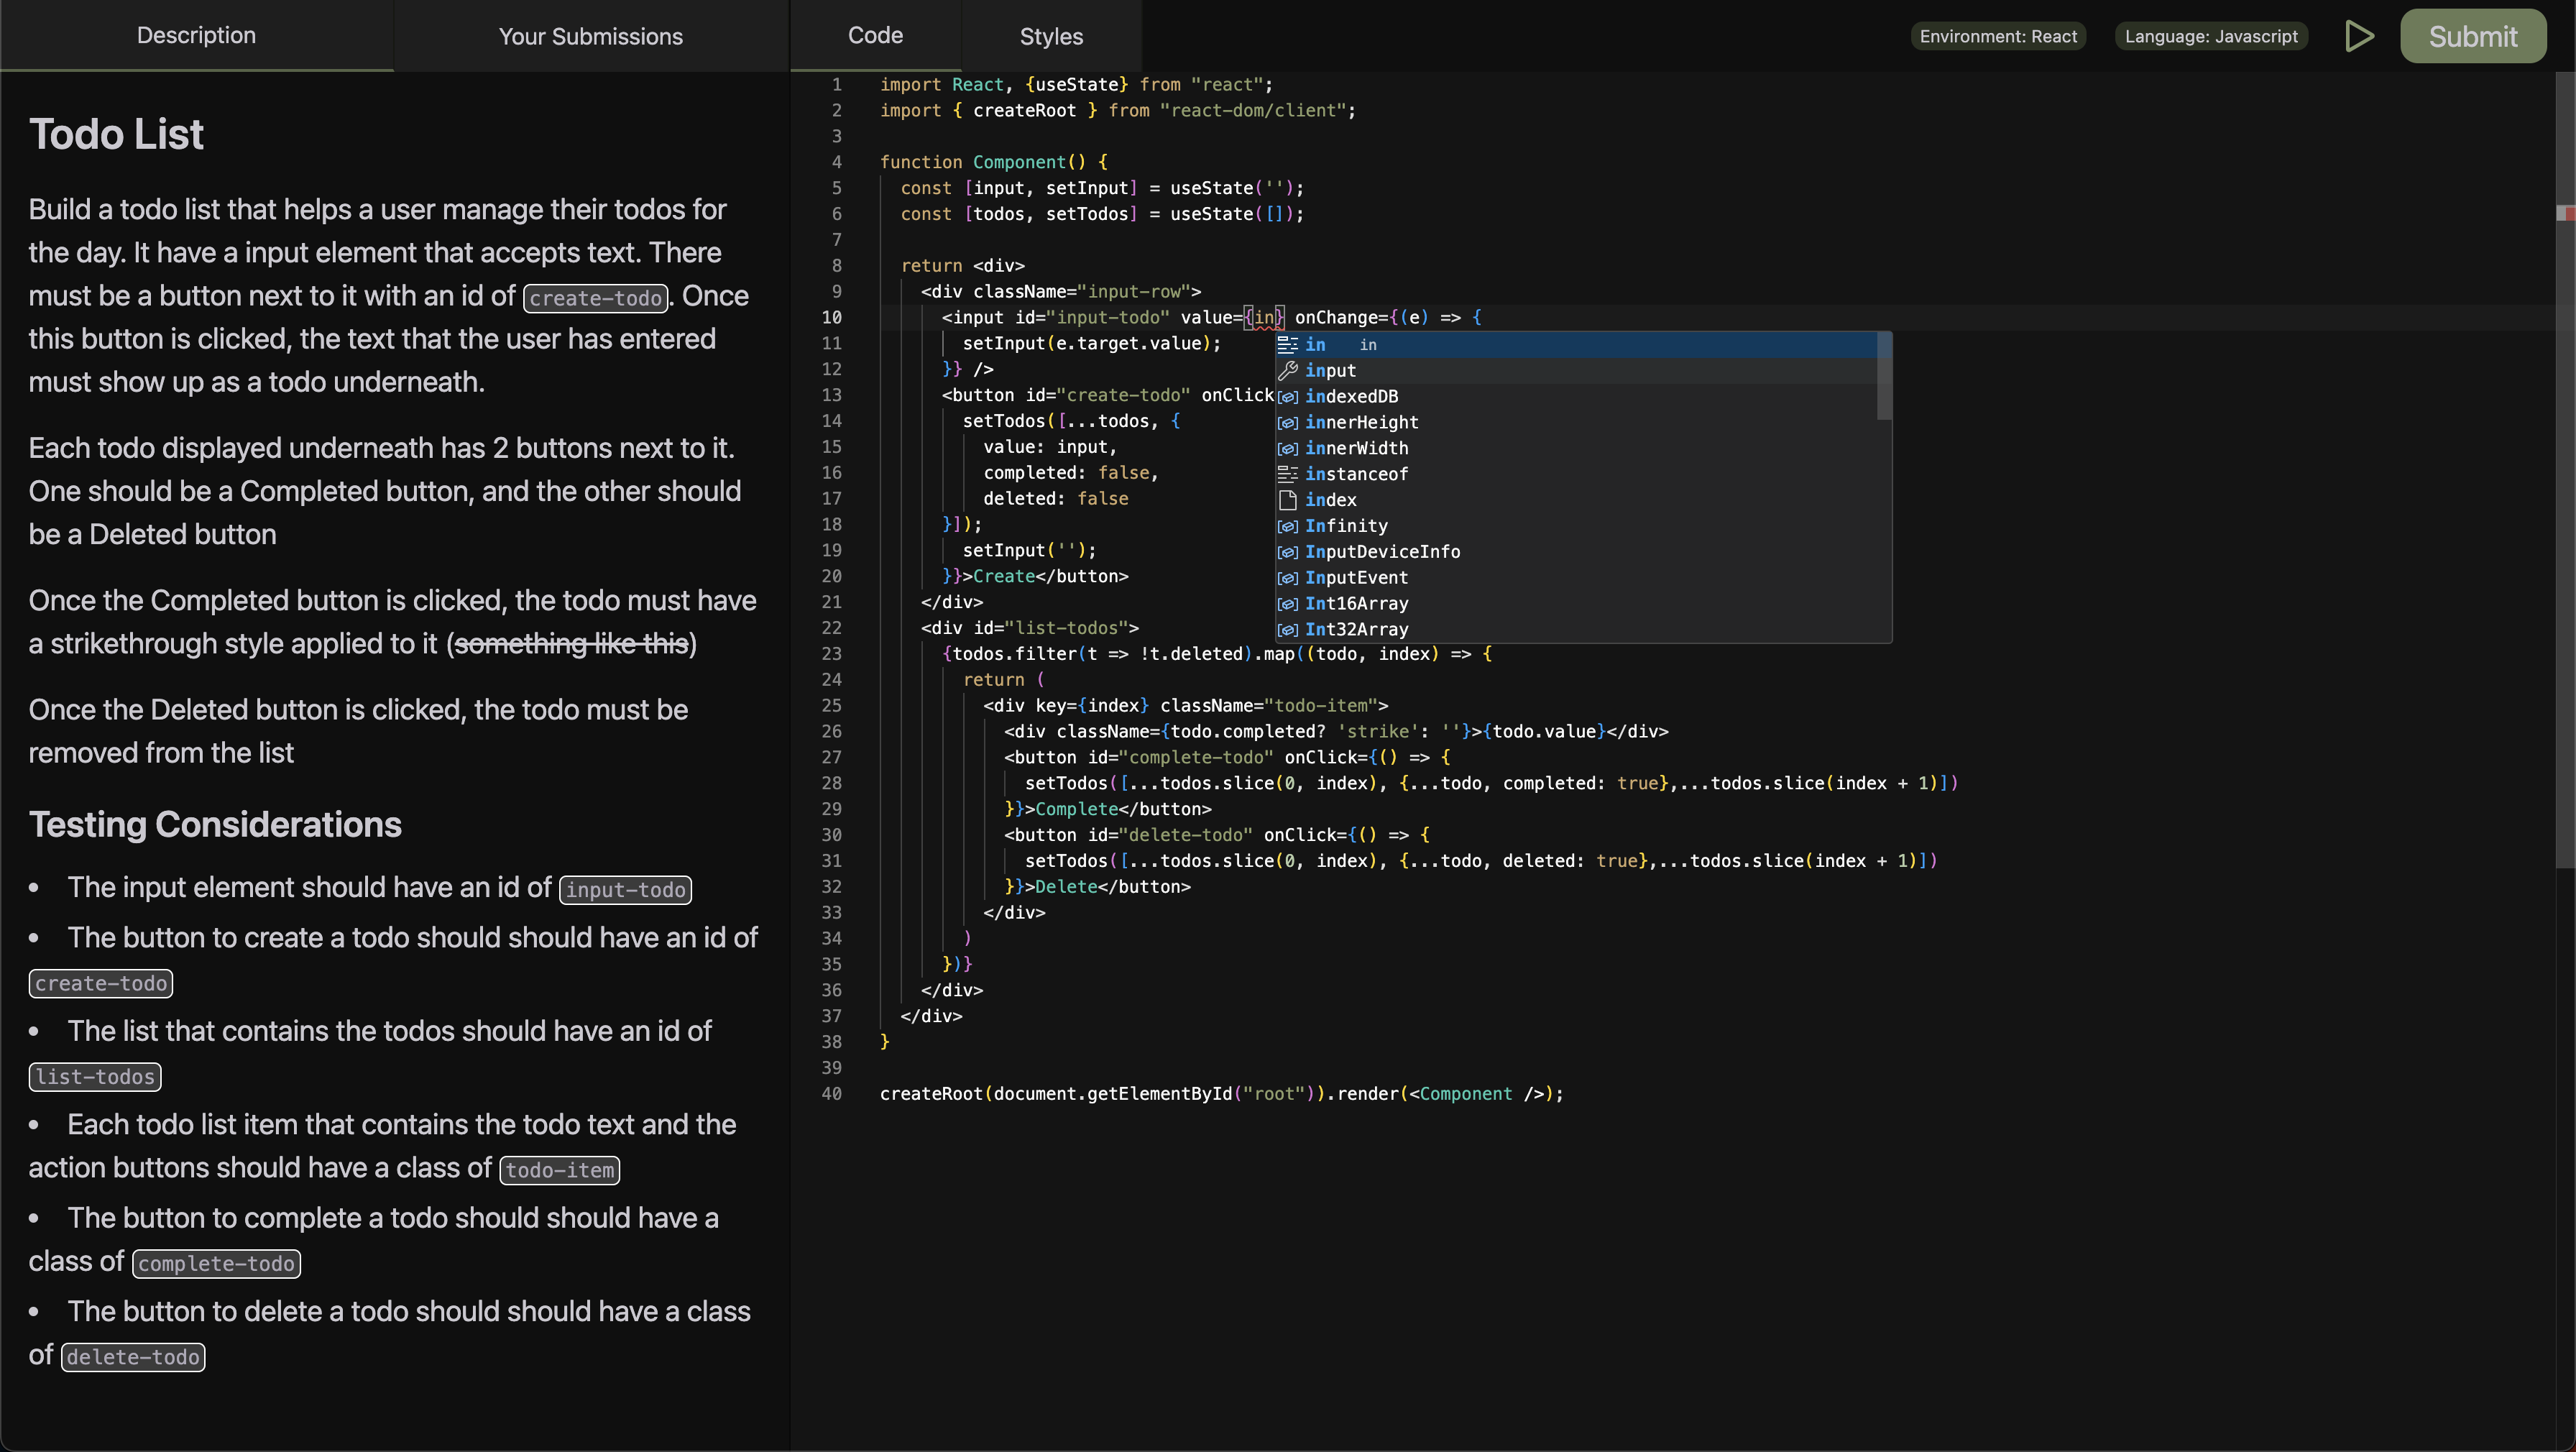 Description
Your Submissions
Code
Styles
Environment: React
Language: Javascript
Submit
Todo List
Build a todo list that helps a user manage their todos for
the day. It have a input element that accepts text. There
must be a button next to it with an id of create-todo. Once
this button is clicked, the text that the user has entered
must show up as a todo underneath.
Each todo displayed underneath has 2 buttons next to it.
One should be a Completed button, and the other should
be a Deleted button
Once the Completed button is clicked, the todo must have
a strikethrough style applied to it (something like this)
Once the Deleted button is clicked, the todo must be
removed from the list
Testing Considerations
• The input element should have an id of input-todo
• The button to create a todo should should have an id of
create-todo
• The list that contains the todos should have an id of
list-todos
• Each todo list item that contains the todo text and the
action buttons should have a class of todo-item
• The button to complete a todo should should have a
class of complete-todo
• The button to delete a todo should should have a class
of delete-todo
1 import React, {useState} from "react";
2 import { createRoot } from "react-dom/client";
3
4 function Component() {
5 const [input, setInput] = useState('');
6 const [todos, setTodos] = useState([]);
7
8 return <div>
9 <div className="input-row">
10 <input id="input-todo" value={in} onChange={(e) => {
11 setInput(e.target.value);
12 }} />
13 <button id="create-todo" onClick
14 setTodos([...todos, {
15 value: input,
16 completed: false,
17 deleted: false
18 }]);
19 setInput('');
20 }}>Create</button>
21 </div>
22 <div id="list-todos">
23 {todos.filter(t => !t.deleted).map((todo, index) => {
24 return (
25 <div key={index} className="todo-item">
26 <div className={todo.completed? 'strike': ''}>{todo.value}</div>
27 <button id="complete-todo" onClick={() => {
28 setTodos([...todos.slice(0, index), {...todo, completed: true},...todos.slice(index + 1)])
29 }}>Complete</button>
30 <button id="delete-todo" onClick={() => {
31 setTodos([...todos.slice(0, index), {...todo, deleted: true},...todos.slice(index + 1)])
32 }}>Delete</button>
33 </div>
34 )
35 })}
36 </div>
37 </div>
38 }
39
40 createRoot(document.getElementById("root")).render(<Component />);
in in
input
indexedDB
innerHeight
innerWidth
instanceof
index
Infinity
InputDeviceInfo
InputEvent
Int16Array
Int32Array